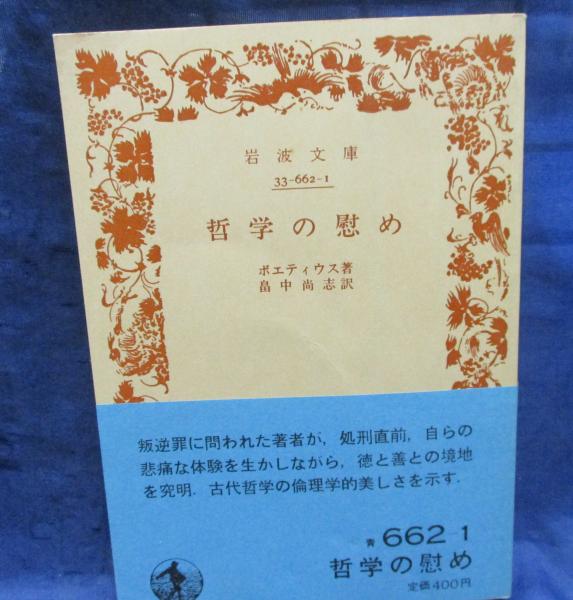 岩波文庫
33-662-1
哲学の慰め
ボエティウス著
畠中尚志訳
叛逆罪に問われた著者が，処刑直前，自らの
悲痛な体験を生かしながら，徳と善との境地
を究明．古代哲学の倫理学的美しさを示す．
青 662-1
哲学の慰め
定価400円